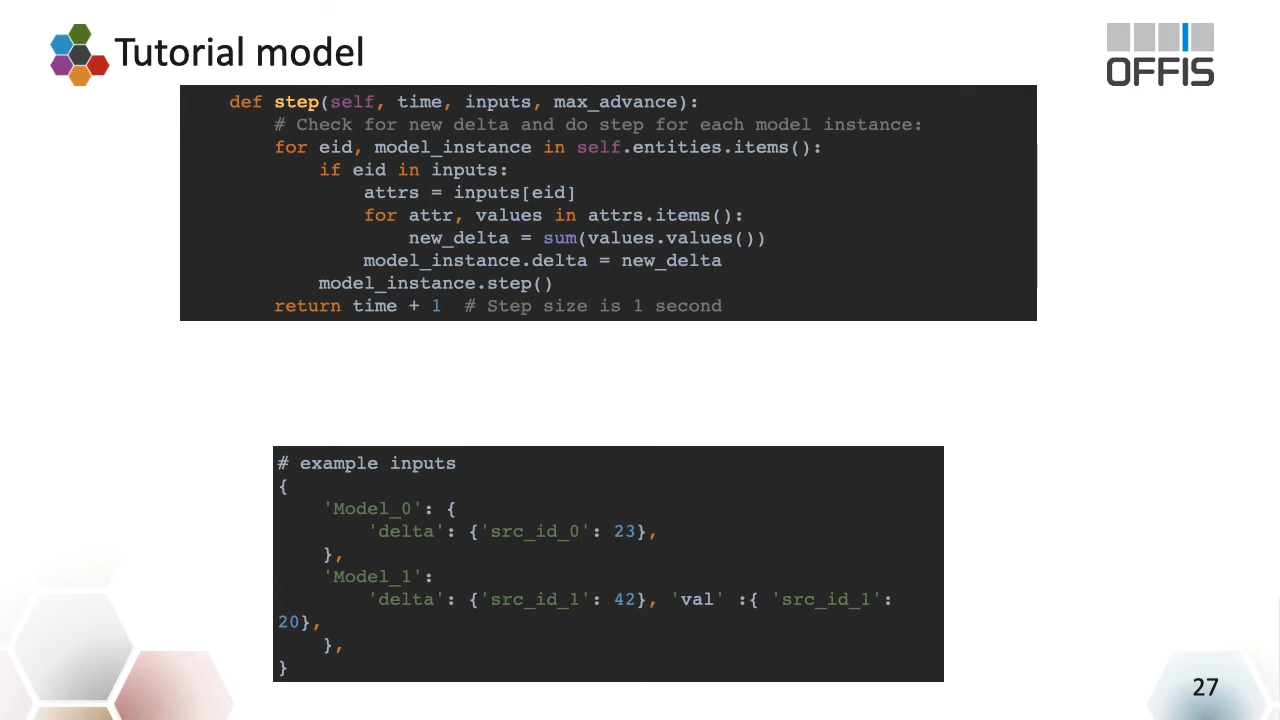 Tutorial model
OFFIS
def step(self, time, inputs, max_advance):
# Check for new delta and do step for each model instance:
for eid, model_instance in self.entities.items():
if eid in inputs:
attrs = inputs[eid]
for attr, values in attrs.items():
new_delta = sum(values.values())
model_instance.delta = new_delta
model_instance.step()
return time + 1  # Step size is 1 second
# example inputs
{
'Model_0': {
'delta': {'src_id_0': 23},
},
'Model_1':
'delta': {'src_id_1': 42}, 'val' :{ 'src_id_1':
20},
},
}
27